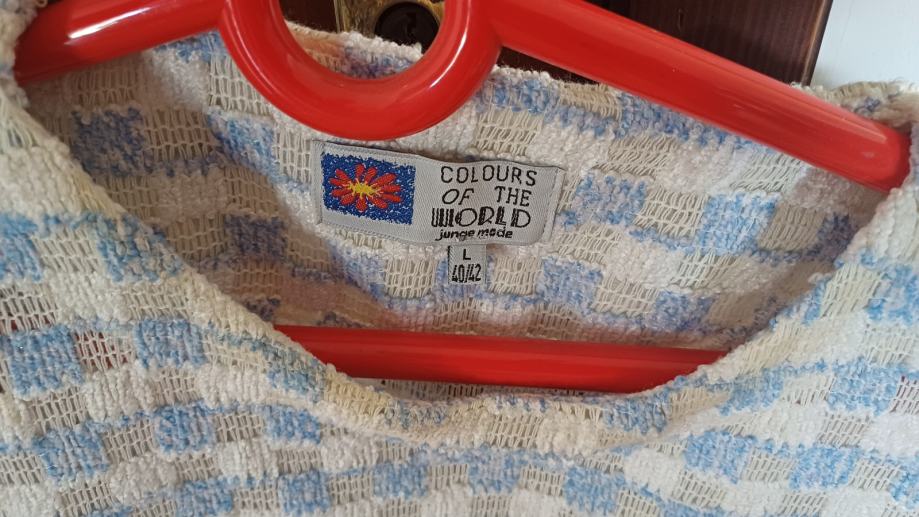 COLOURS
OF THE
WORLD
junge mode
L
40/42